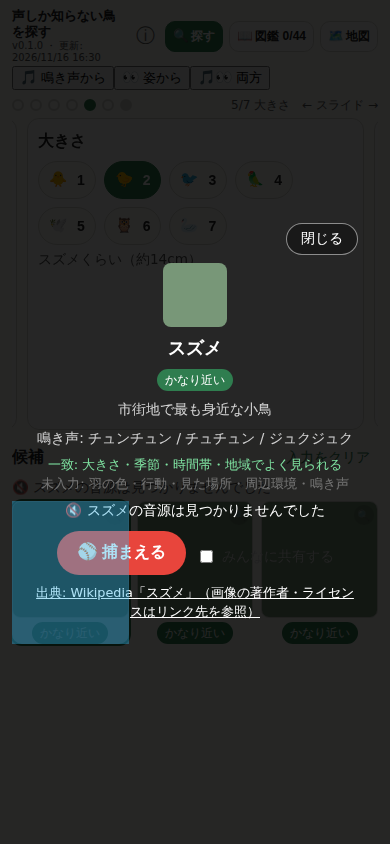 声しか知らない鳥
を探す
v0.1.0 · 更新:
2026/11/16 16:30
ⓘ
🔍 探す
📖 図鑑 0/44
🗺️ 地図
🎵 鳴き声から
👀 姿から
🎵👀 両方
5/7 大きさ ← スライド →
大きさ
1
2
3
4
5
6
7
スズメくらい（約14cm）
閉じる
スズメ
かなり近い
市街地で最も身近な小鳥
鳴き声: チュンチュン / チュチュン / ジュクジュク
候補
入力をクリア
一致: 大きさ・季節・時間帯・地域でよく見られる
未入力: 羽の色・行動・見た場所・周辺環境・鳴き声
🔇 スズメの音源は見つかりませんでした
⚾ 捕まえる
みんなに共有する
出典: Wikipedia「スズメ」（画像の著作者・ライセン
スはリンク先を参照）
かなり近い
かなり近い
かなり近い